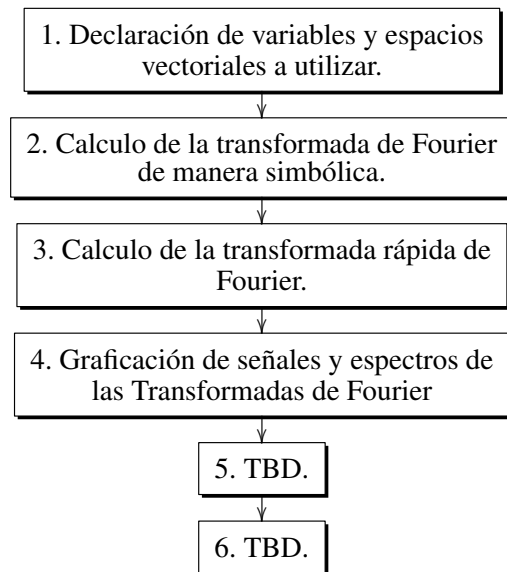 1. Declaración de variables y espacios
vectoriales a utilizar.
2. Calculo de la transformada de Fourier
de manera simbólica.
3. Calculo de la transformada rápida de
Fourier.
4. Graficación de señales y espectros de
las Transformadas de Fourier
5. TBD.
6. TBD.